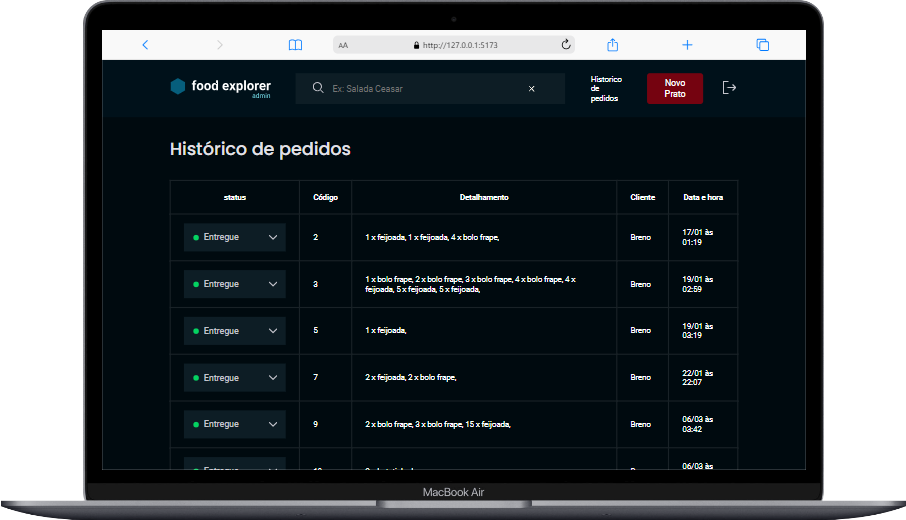 AA http://127.0.0.1:5173
food explorer
admin
Ex: Salada Ceasar
Historico
de
pedidos
Novo
Prato
Histórico de pedidos
status Código Detalhamento Cliente Data e hora
Entregue 2 1 x feijoada, 1 x feijoada, 4 x bolo frape, Breno 17/01 às
01:19
Entregue 3 1 x bolo frape, 2 x bolo frape, 3 x bolo frape, 4 x bolo frape, 4 x
feijoada, 5 x feijoada, 5 x feijoada, Breno 19/01 às
02:59
Entregue 5 1 x feijoada, Breno 19/01 às
03:19
Entregue 7 2 x feijoada, 2 x bolo frape, Breno 22/01 às
22:07
Entregue 9 2 x bolo frape, 3 x bolo frape, 15 x feijoada, Breno 06/03 às
03:42
Entregue 06/03 às
MacBook Air